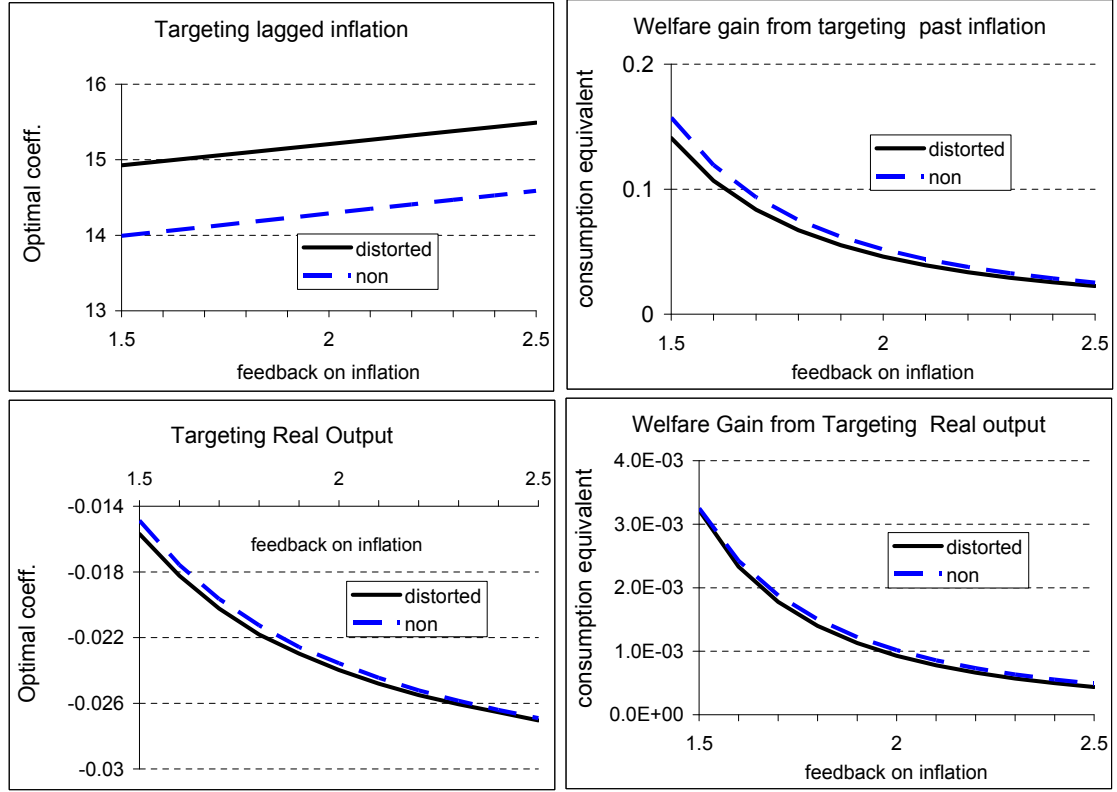 Targeting lagged inflation
Optimal coeff.
16
15
14
13
distorted
non
1.5 2 2.5
feedback on inflation
Welfare gain from targeting past inflation
consumption equivalent
0.2
0.1
0
distorted
non
1.5 2 2.5
feedback on inflation
Targeting Real Output
1.5 2 2.5
Optimal coeff.
-0.014
-0.018
-0.022
-0.026
-0.03
feedback on inflation
distorted
non
Welfare Gain from Targeting Real output
consumption equivalent
4.0E-03
3.0E-03
2.0E-03
1.0E-03
0.0E+00
distorted
non
1.5 2 2.5
feedback on inflation